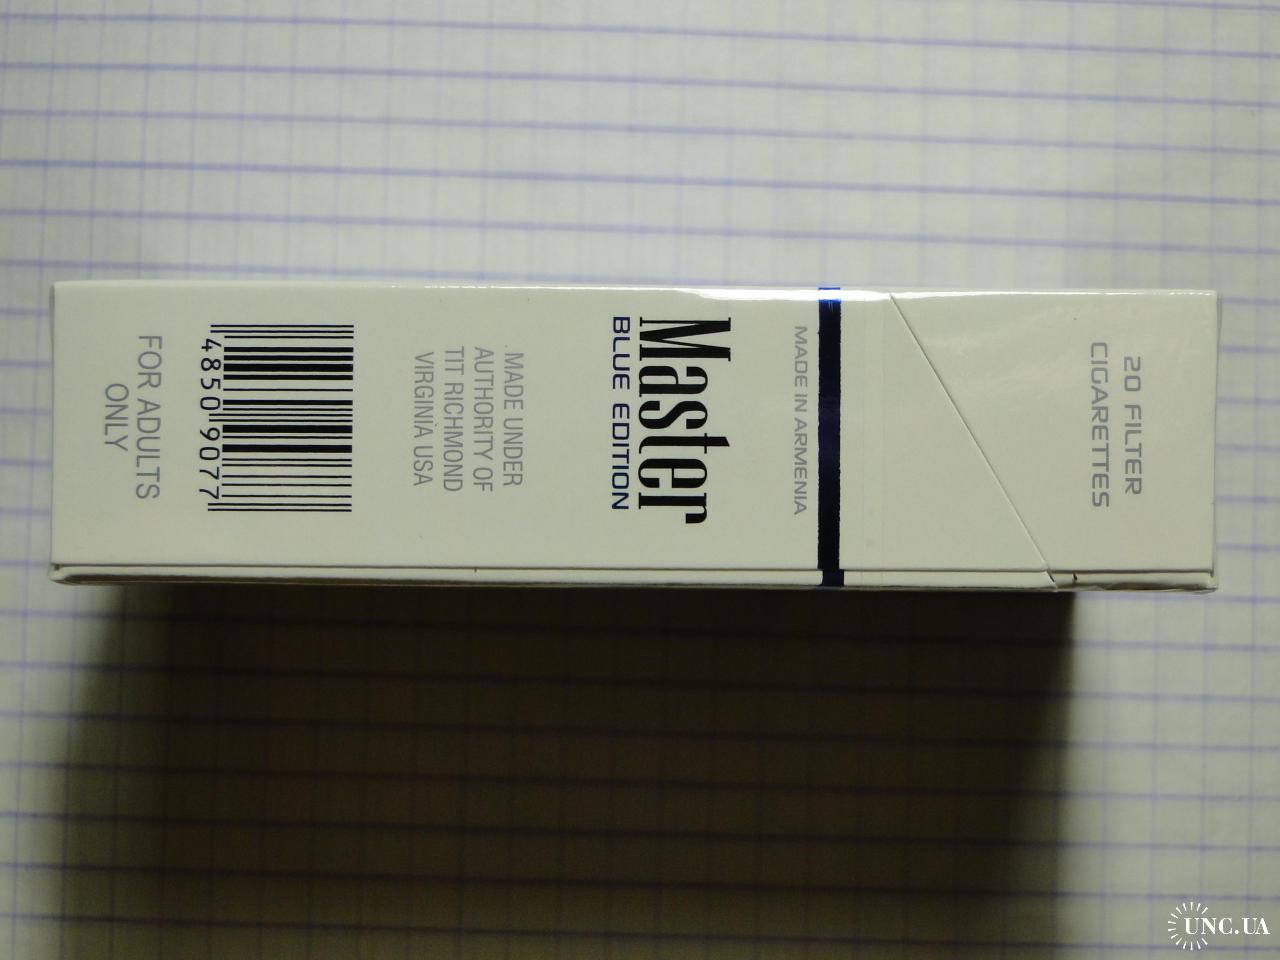 20 FILTER
CIGARETTES
MADE IN ARMENIA
Master
BLUE EDITION
MADE UNDER
AUTHORITY OF
TIT RICHMOND
VIRGINIA USA
4850 9077
FOR ADULTS
ONLY
UNC.UA